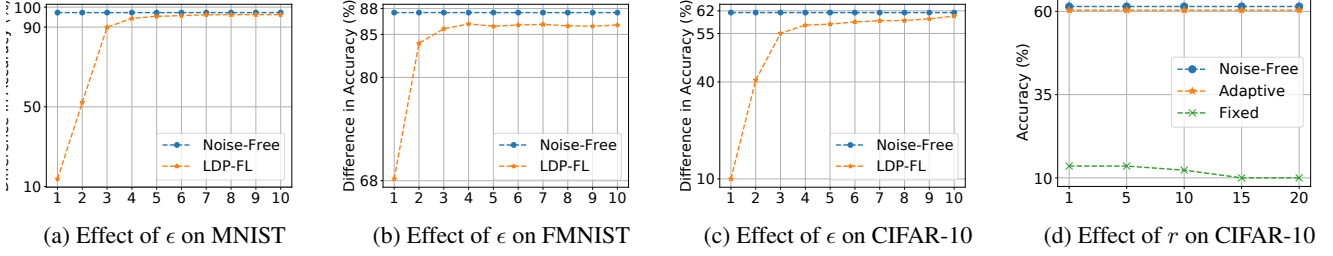 Difference in Accuracy (%)
100
90
50
10
Noise-Free
LDP-FL
1 2 3 4 5 6 7 8 9 10
(a) Effect of ϵ on MNIST
Difference in Accuracy (%)
88
85
80
68
Noise-Free
LDP-FL
1 2 3 4 5 6 7 8 9 10
(b) Effect of ϵ on FMNIST
Difference in Accuracy (%)
62
55
40
10
Noise-Free
LDP-FL
1 2 3 4 5 6 7 8 9 10
(c) Effect of ϵ on CIFAR-10
Accuracy (%)
60
35
10
Noise-Free
Adaptive
Fixed
1 5 10 15 20
(d) Effect of r on CIFAR-10